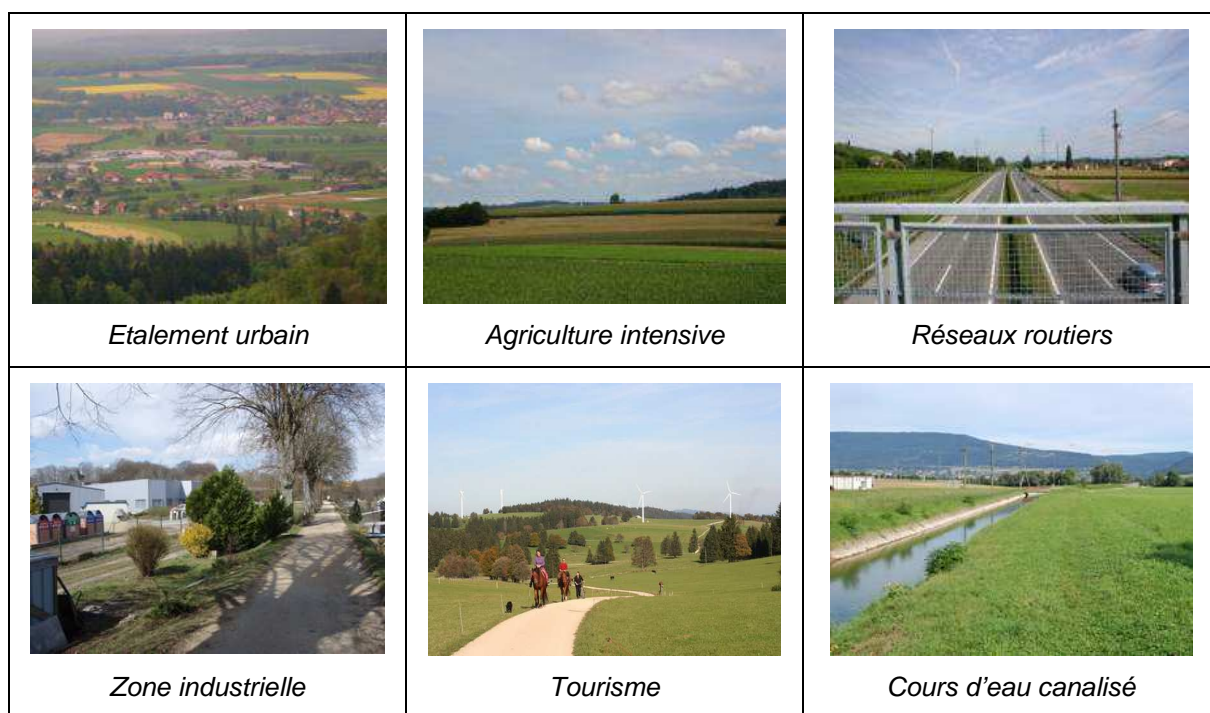 Etalement urbain
Agriculture intensive
Réseaux routiers
Zone industrielle
Tourisme
Cours d'eau canalisé